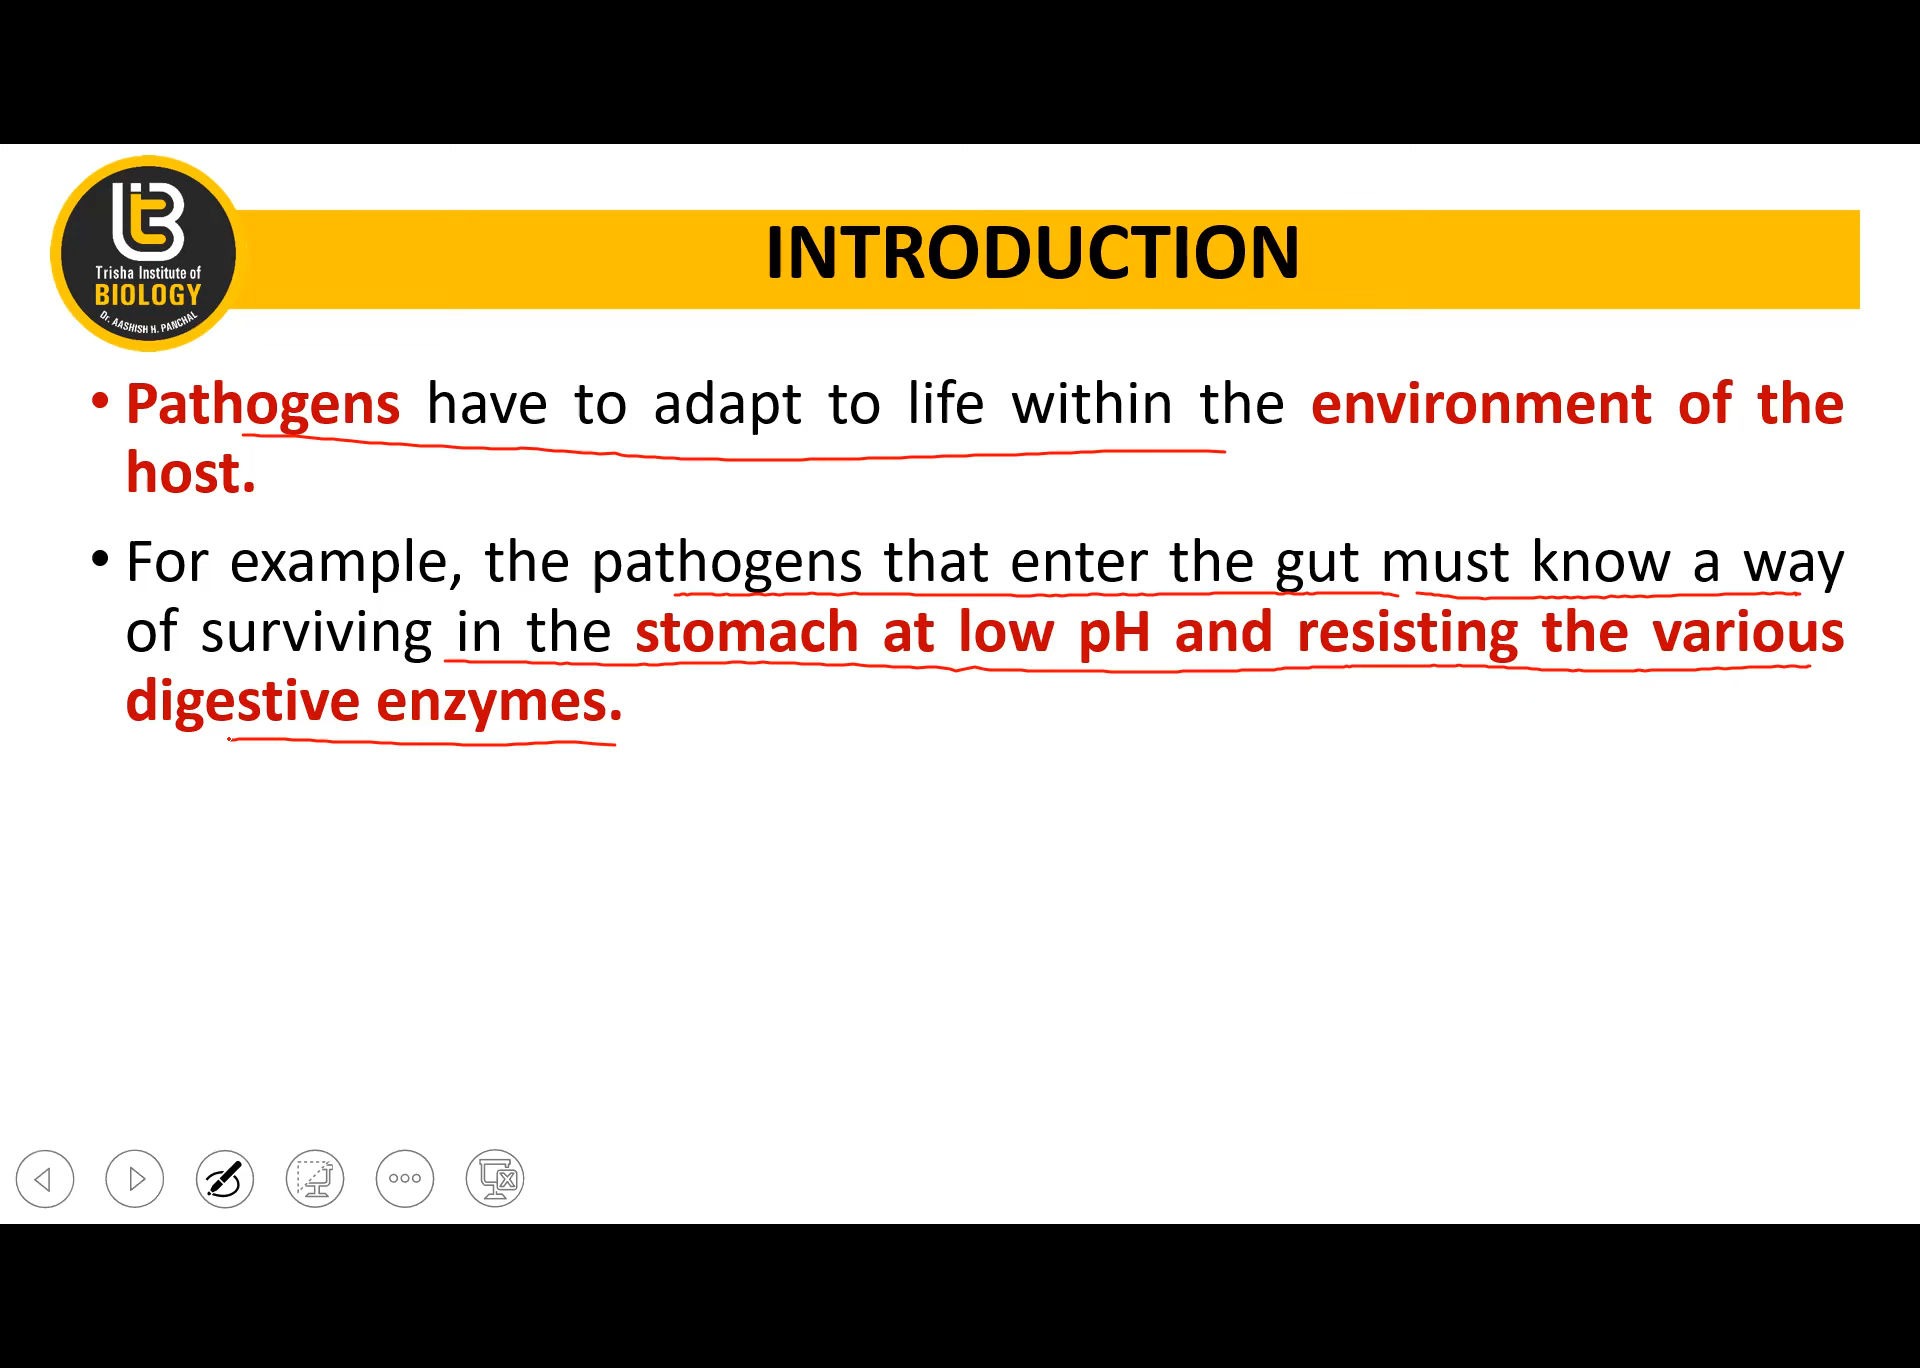 Trisha Institute of
BIOLOGY
Dr. AASHISH H. PANCHAL
INTRODUCTION
• Pathogens have to adapt to life within the environment of the
host.
• For example, the pathogens that enter the gut must know a way
of surviving in the stomach at low pH and resisting the various
digestive enzymes.